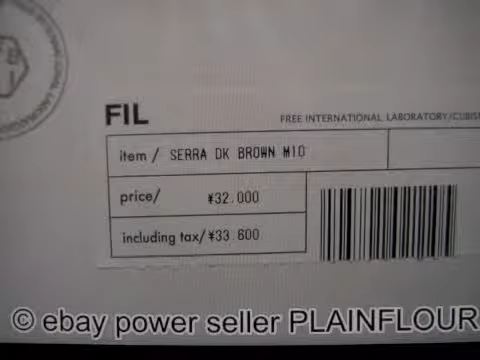 FIL
FREE INTERNATIONAL LABORATORY/CUBISM
item / SERRA DK BROWN M10
price/ ¥32.000
including tax/ ¥33.600
© ebay power seller PLAINFLOUR